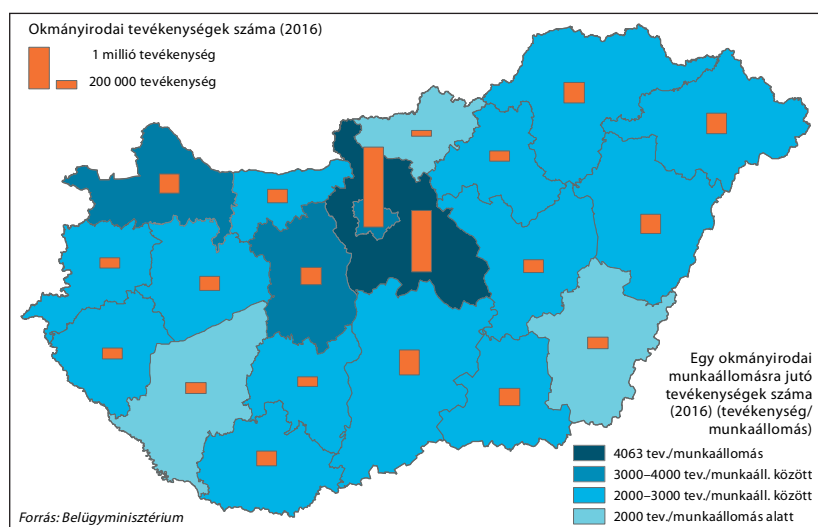 Okmányirodai tevékenységek száma (2016)
1 millió tevékenység
200 000 tevékenység
Egy okmányirodai
munkaállomásra jutó
tevékenységek száma
(2016) (tevékenység/
munkaállomás)
4063 tev./munkaállomás
3000–4000 tev./munkaáll. között
2000–3000 tev./munkaáll. között
2000 tev./munkaállomás alatt
Forrás: Belügyminisztérium